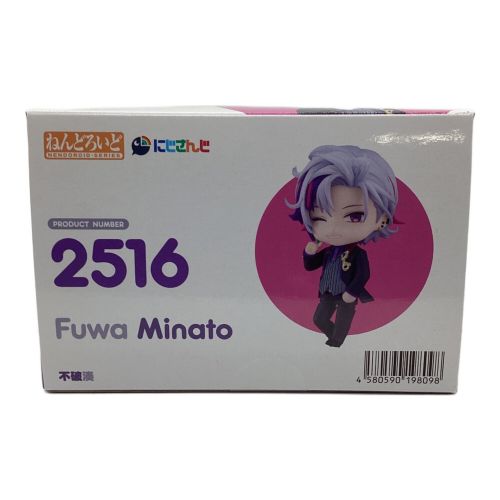 ねんどろいど
NENDOROID-SERIES
にじさんじ
PRODUCT NUMBER
2516
Fuwa Minato
不破湊
4 580590 198098